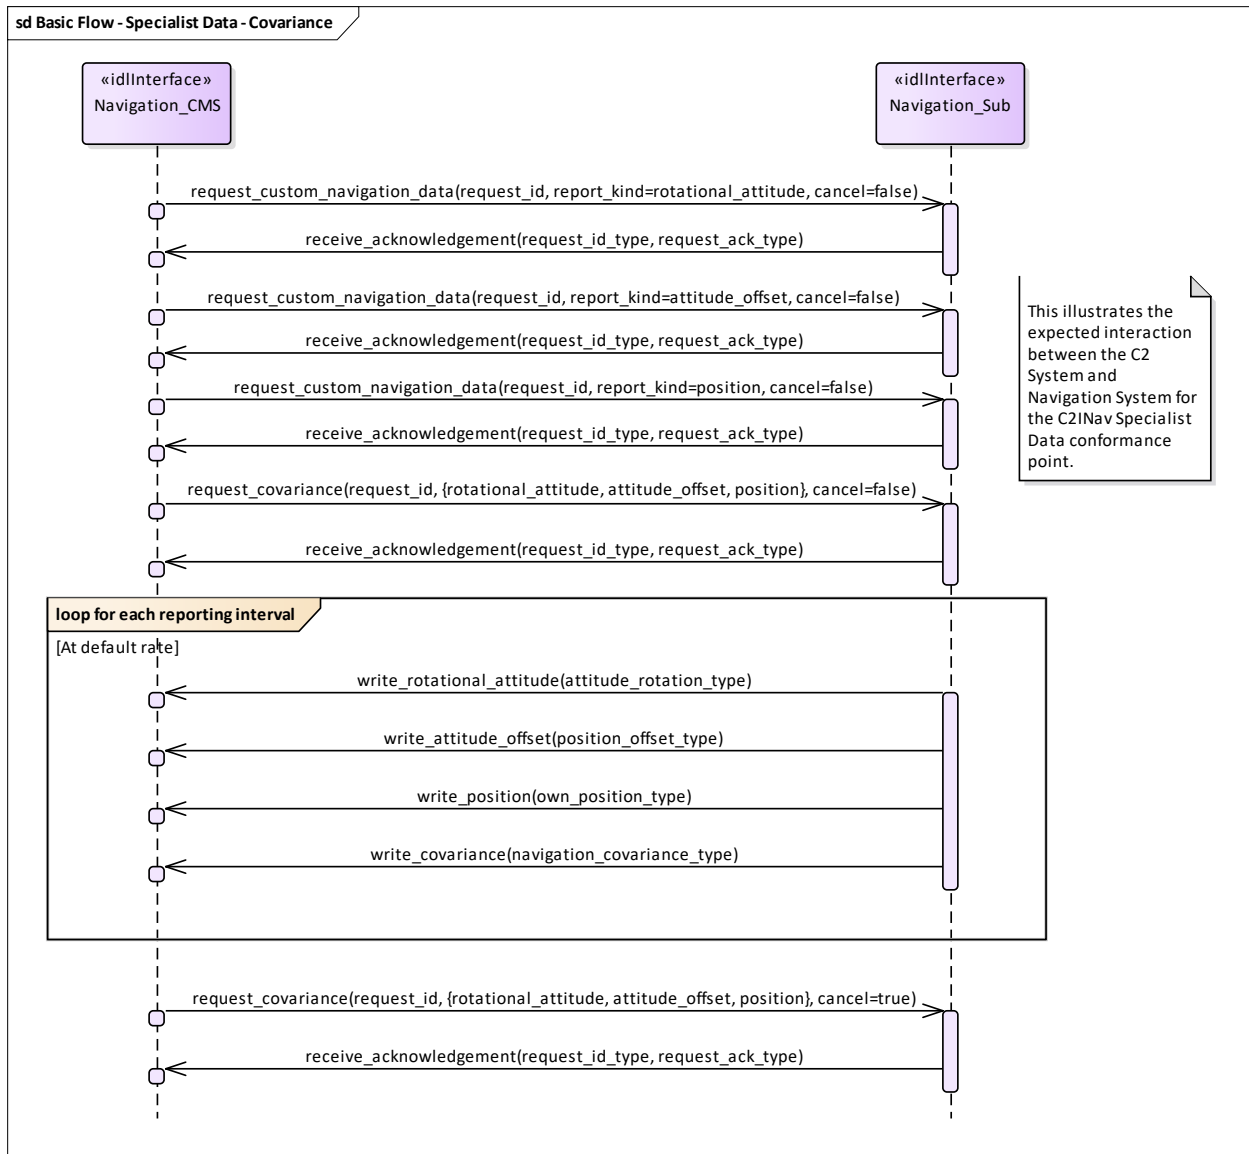 sd Basic Flow - Specialist Data - Covariance
«idlInterface»
Navigation_CMS
«idlInterface»
Navigation_Sub
request_custom_navigation_data(request_id, report_kind=rotational_attitude, cancel=false)
receive_acknowledgement(request_id_type, request_ack_type)
request_custom_navigation_data(request_id, report_kind=attitude_offset, cancel=false)
receive_acknowledgement(request_id_type, request_ack_type)
request_custom_navigation_data(request_id, report_kind=position, cancel=false)
receive_acknowledgement(request_id_type, request_ack_type)
request_covariance(request_id, {rotational_attitude, attitude_offset, position}, cancel=false)
receive_acknowledgement(request_id_type, request_ack_type)
This illustrates the
expected interaction
between the C2
System and
Navigation System for
the C2INav Specialist
Data conformance
point.
loop for each reporting interval
[At default rate]
write_rotational_attitude(attitude_rotation_type)
write_attitude_offset(position_offset_type)
write_position(own_position_type)
write_covariance(navigation_covariance_type)
request_covariance(request_id, {rotational_attitude, attitude_offset, position}, cancel=true)
receive_acknowledgement(request_id_type, request_ack_type)